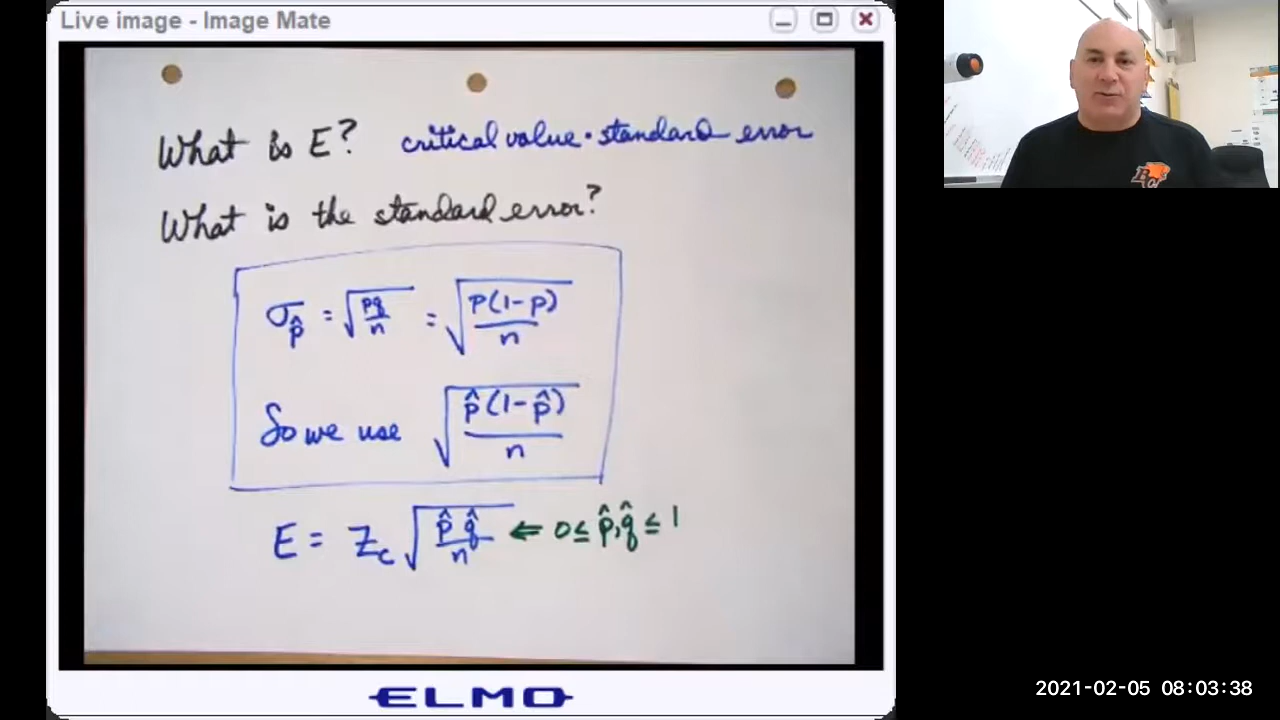 Live image - Image Mate
What is E? critical value • standard error
What is the standard error?
σp̂ = √(pq/n) = √(p(1-p)/n)
So we use √(p̂(1-p̂)/n)
E = Zc √(p̂ q̂/n) ⇐ 0 ≤ p̂, q̂ ≤ 1
ELMO
BC
2021-02-05 08:03:38